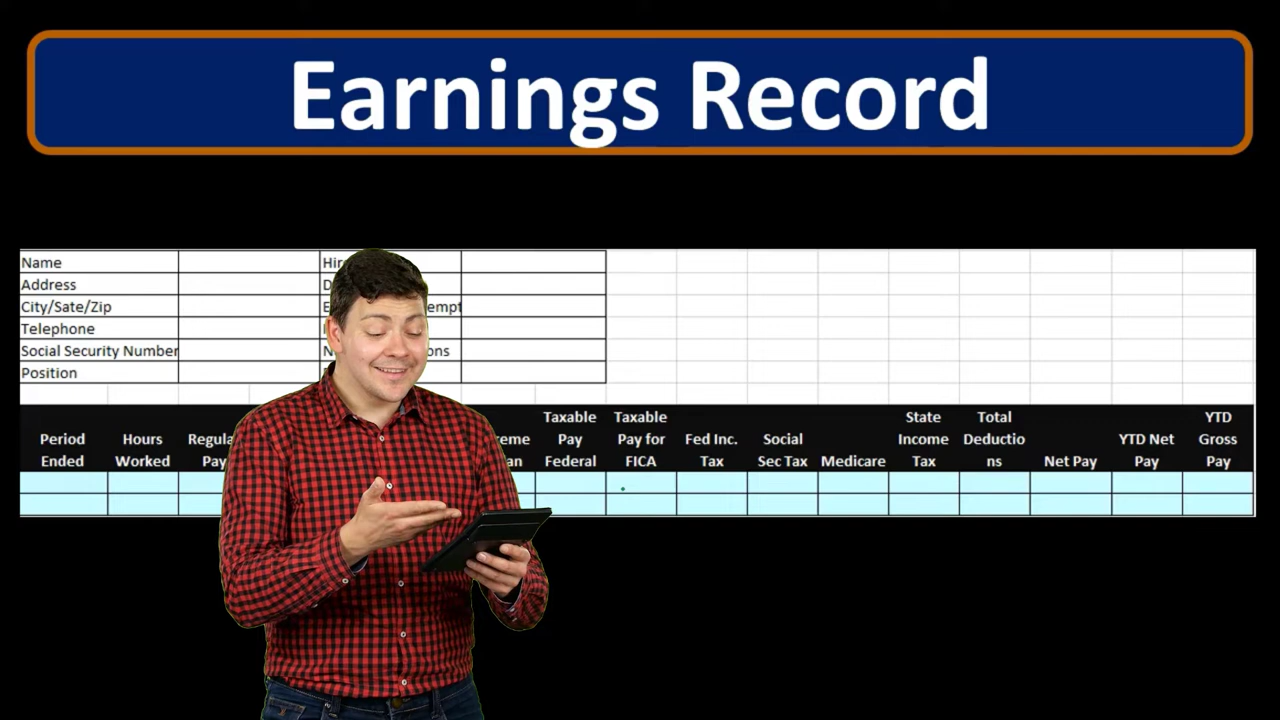 Earnings Record
Name
Address
City/Sate/Zip
Telephone
Social Security Number
Position
Taxable Taxable State Total YTD
Period Hours Pay Pay for Fed Inc. Social Income Deductio YTD Net Gross
Ended Worked Pay Federal FICA Tax Sec Tax Medicare Tax ns Net Pay Pay Pay